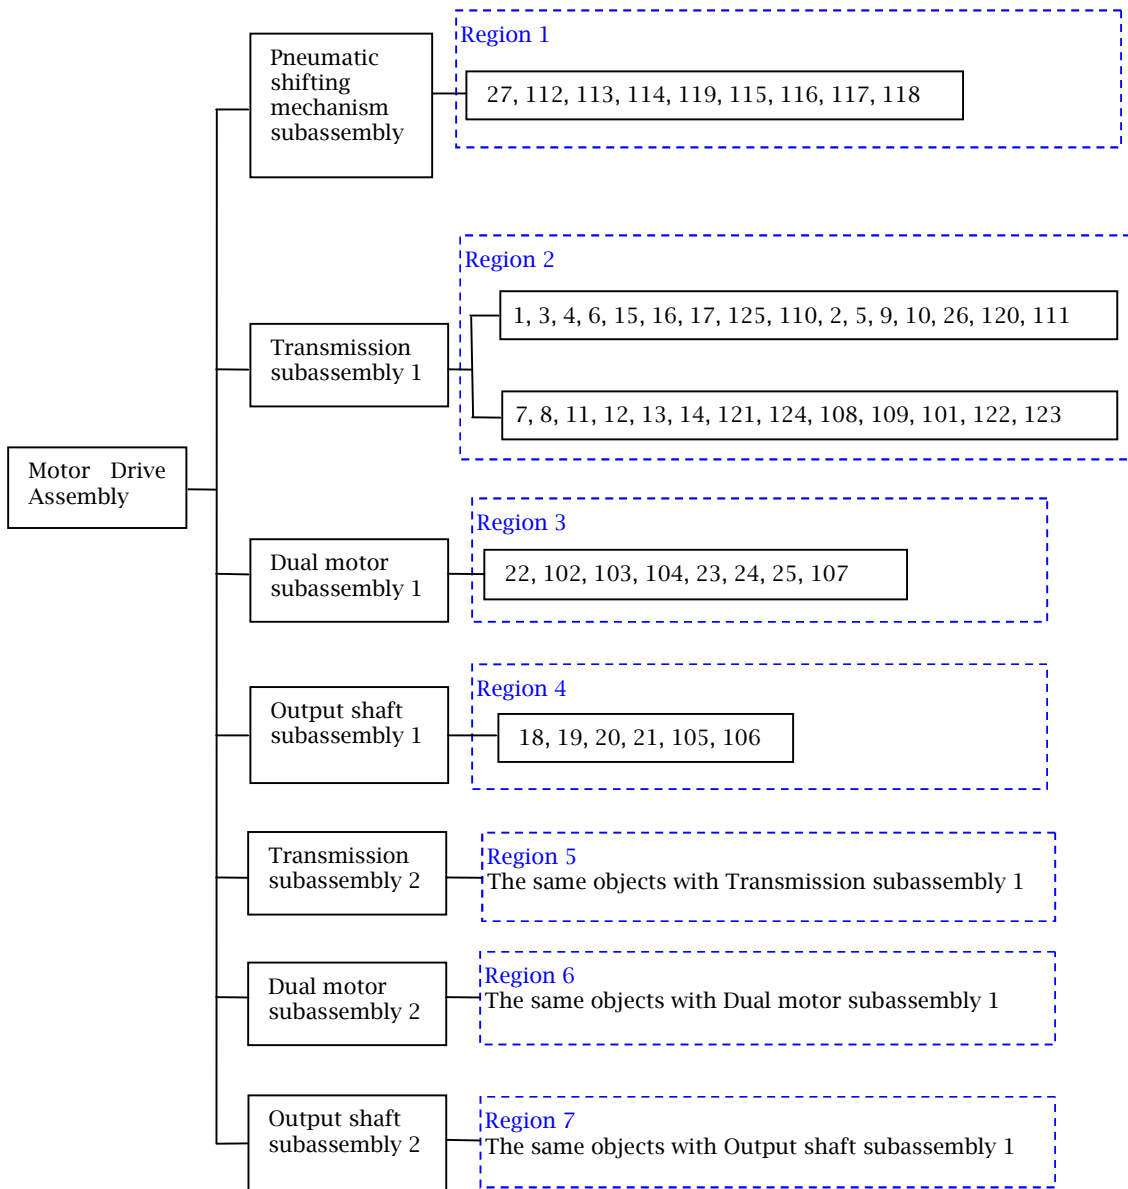 Region 1
Pneumatic
shifting
mechanism
subassembly
27, 112, 113, 114, 119, 115, 116, 117, 118
Region 2
1, 3, 4, 6, 15, 16, 17, 125, 110, 2, 5, 9, 10, 26, 120, 111
Transmission
subassembly 1
7, 8, 11, 12, 13, 14, 121, 124, 108, 109, 101, 122, 123
Motor Drive
Assembly
Region 3
Dual motor
subassembly 1
22, 102, 103, 104, 23, 24, 25, 107
Region 4
Output shaft
subassembly 1
18, 19, 20, 21, 105, 106
Transmission
subassembly 2
Region 5
The same objects with Transmission subassembly 1
Dual motor
subassembly 2
Region 6
The same objects with Dual motor subassembly 1
Output shaft
subassembly 2
Region 7
The same objects with Output shaft subassembly 1